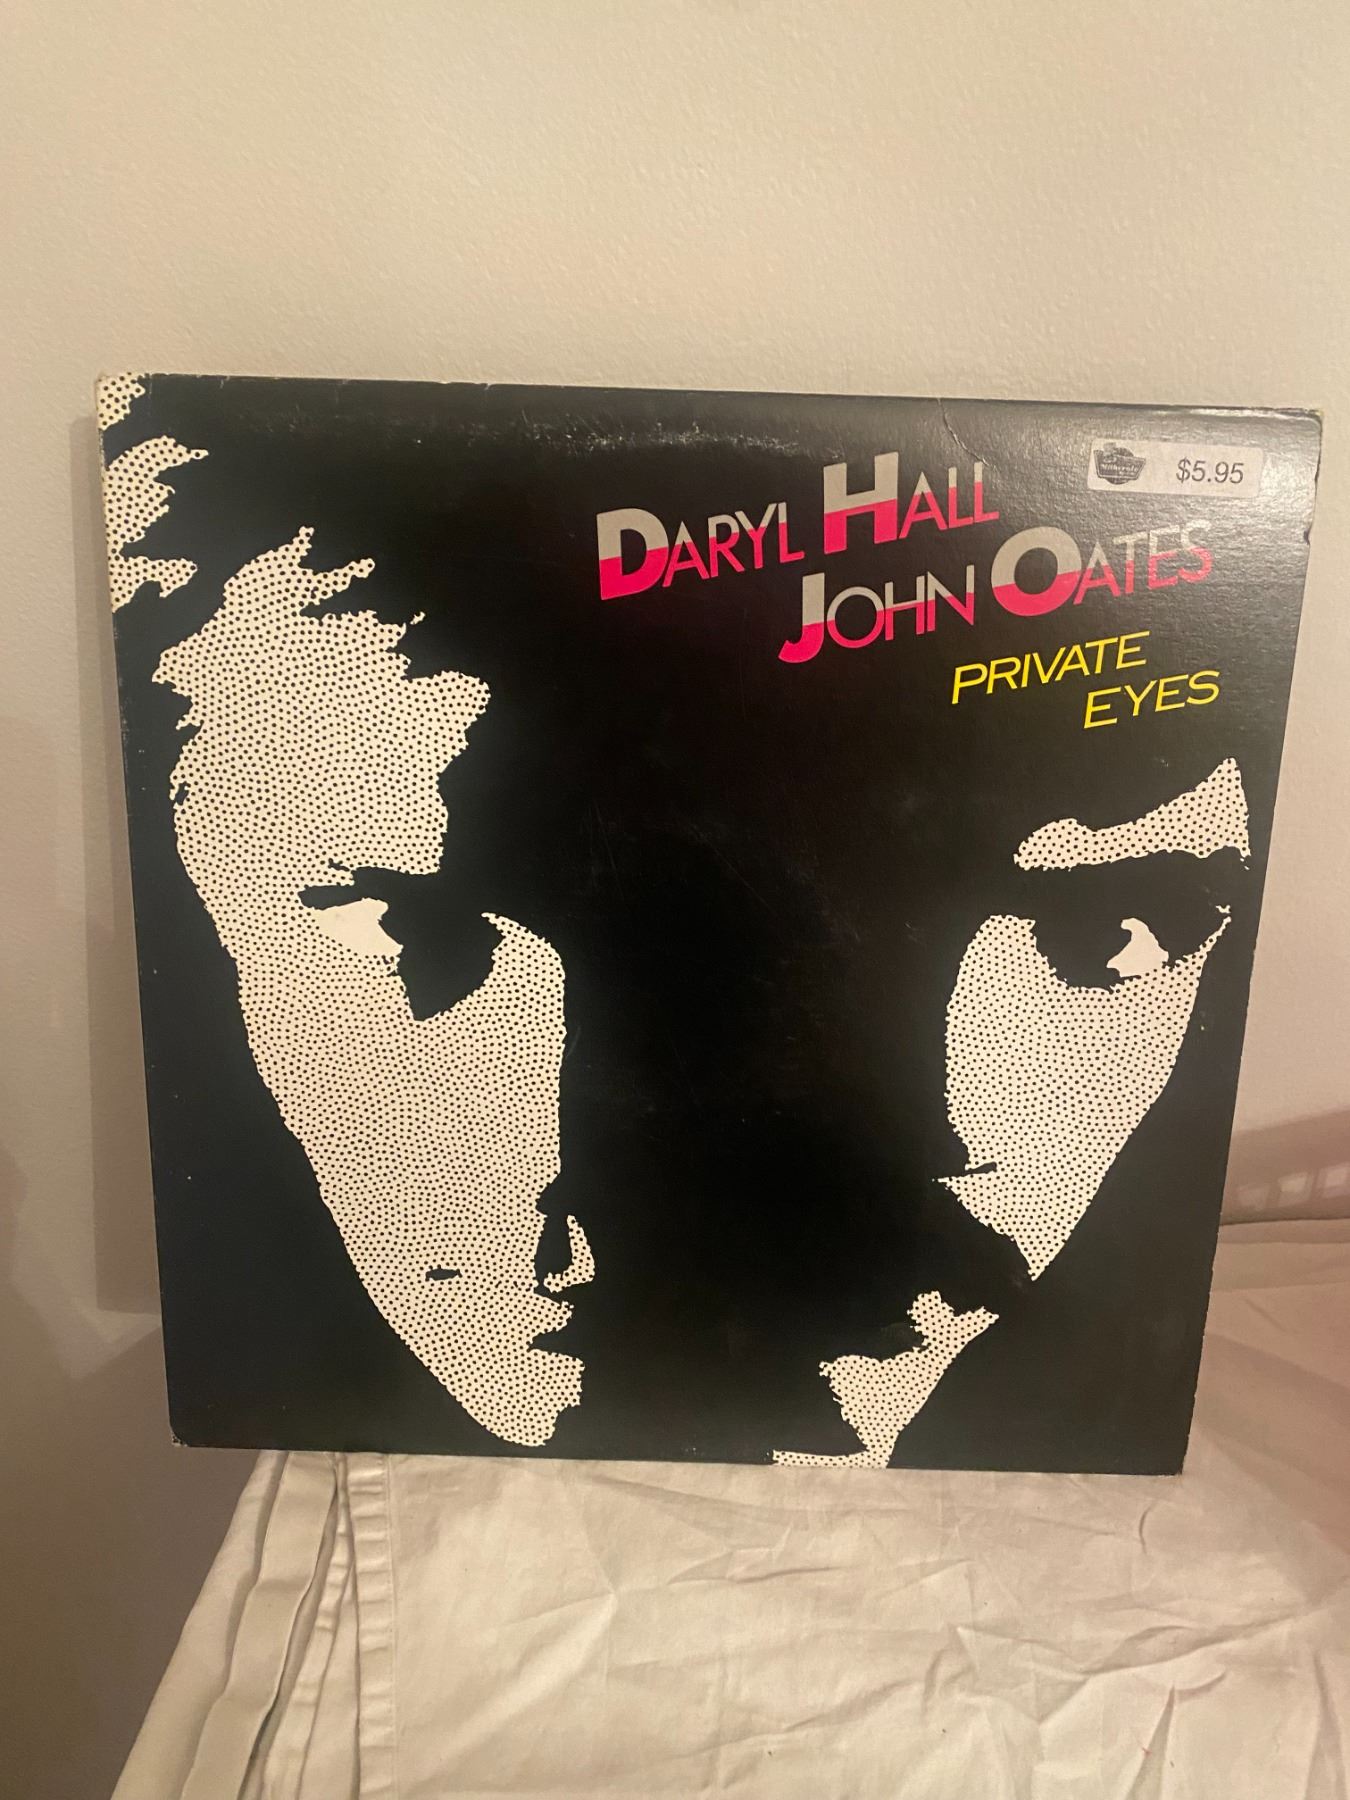 $5.95
DARYL HALL
JOHN OATES
PRIVATE
EYES